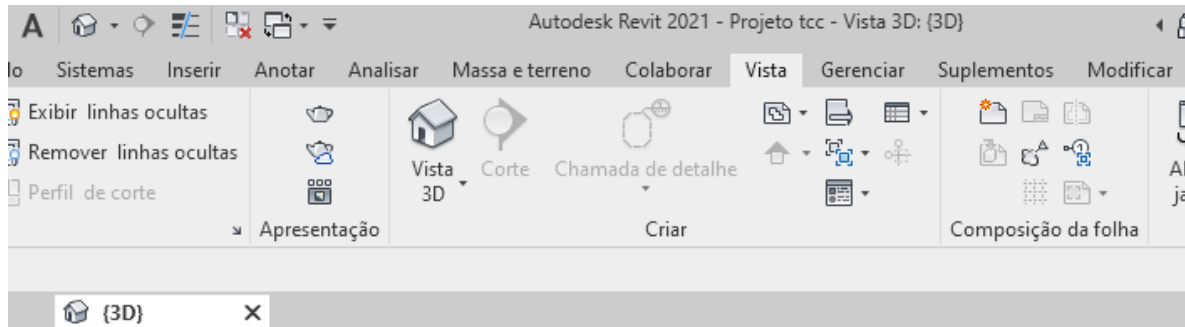 A Autodesk Revit 2021 - Projeto tcc - Vista 3D: {3D}
lo Sistemas Inserir Anotar Analisar Massa e terreno Colaborar Vista Gerenciar Suplementos Modificar
Exibir linhas ocultas
Remover linhas ocultas
Perfil de corte
Apresentação
Vista 3D
Corte
Chamada de detalhe
Criar
Composição da folha
{3D}